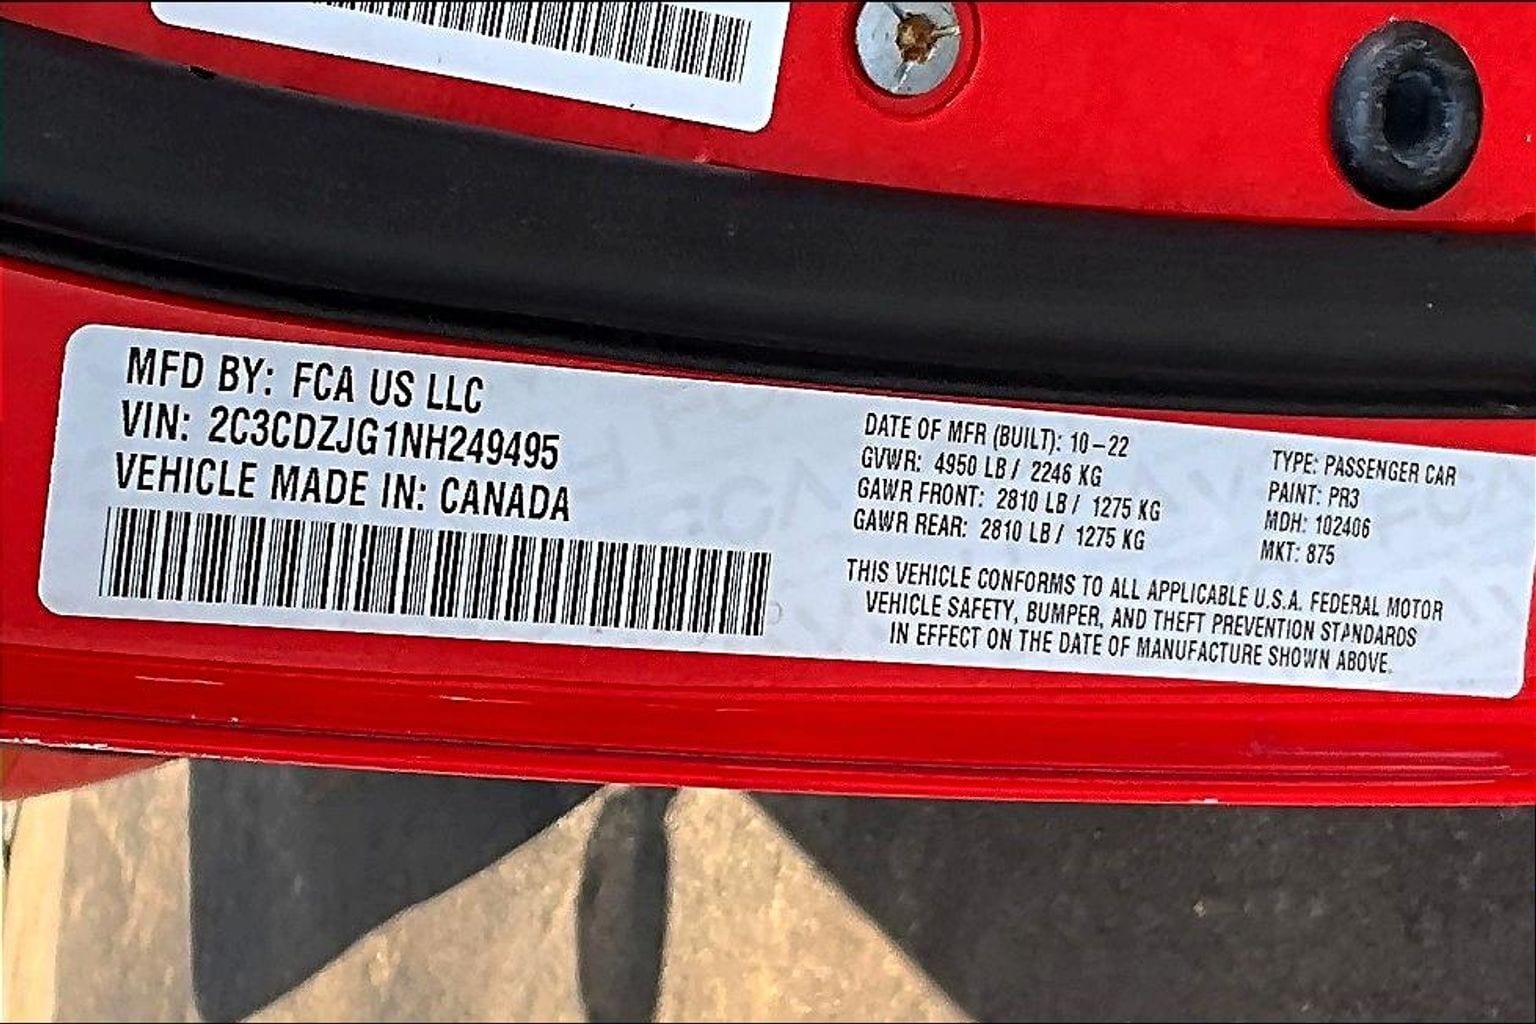 MFD BY: FCA US LLC
VIN: 2C3CDZJG1NH249495
VEHICLE MADE IN: CANADA
DATE OF MFR (BUILT): 10-22
GVWR: 4950 LB / 2246 KG
GAWR FRONT: 2810 LB / 1275 KG
GAWR REAR: 2810 LB / 1275 KG
TYPE: PASSENGER CAR
PAINT: PR3
MDH: 102406
MKT: 875
THIS VEHICLE CONFORMS TO ALL APPLICABLE U.S.A. FEDERAL MOTOR
VEHICLE SAFETY, BUMPER, AND THEFT PREVENTION STANDARDS
IN EFFECT ON THE DATE OF MANUFACTURE SHOWN ABOVE.